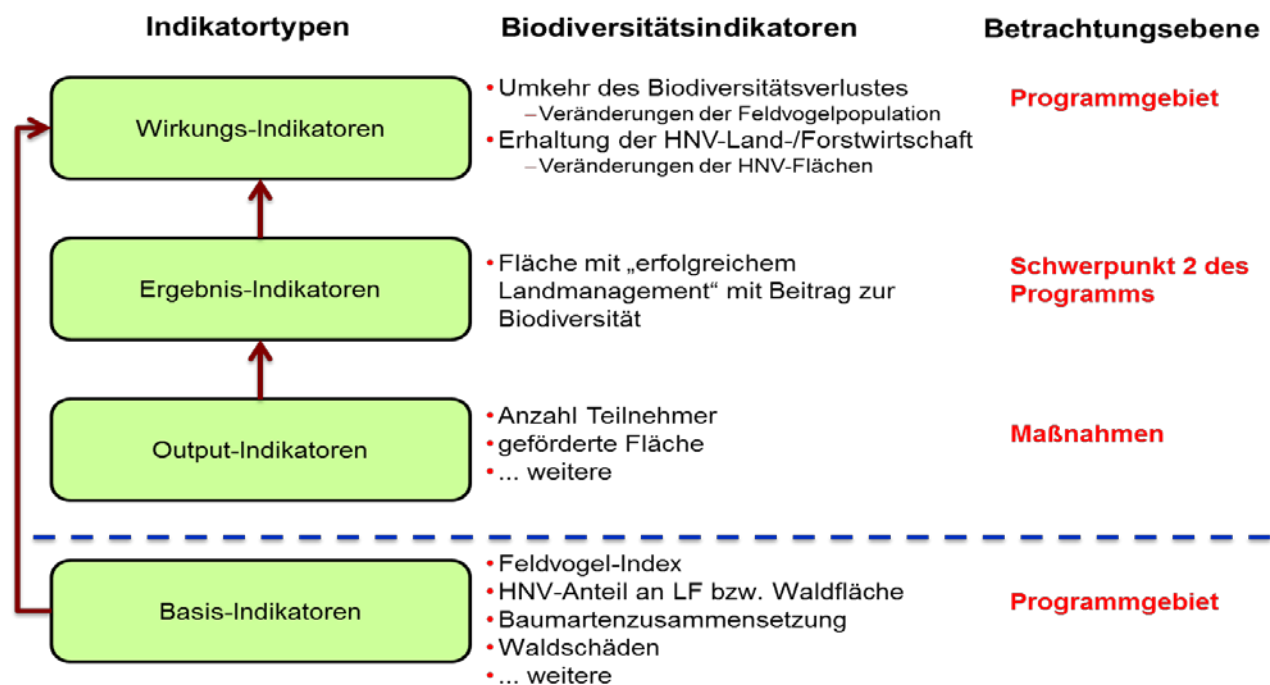 Indikatortypen
Biodiversitätsindikatoren
Betrachtungsebene
Wirkungs-Indikatoren
• Umkehr des Biodiversitätsverlustes
–Veränderungen der Feldvogelpopulation
• Erhaltung der HNV-Land-/Forstwirtschaft
–Veränderungen der HNV-Flächen
Programmgebiet
Ergebnis-Indikatoren
• Fläche mit „erfolgreichem
Landmanagement“ mit Beitrag zur
Biodiversität
Schwerpunkt 2 des
Programms
Output-Indikatoren
• Anzahl Teilnehmer
• geförderte Fläche
• ... weitere
Maßnahmen
Basis-Indikatoren
• Feldvogel-Index
• HNV-Anteil an LF bzw. Waldfläche
• Baumartenzusammensetzung
• Waldschäden
• ... weitere
Programmgebiet